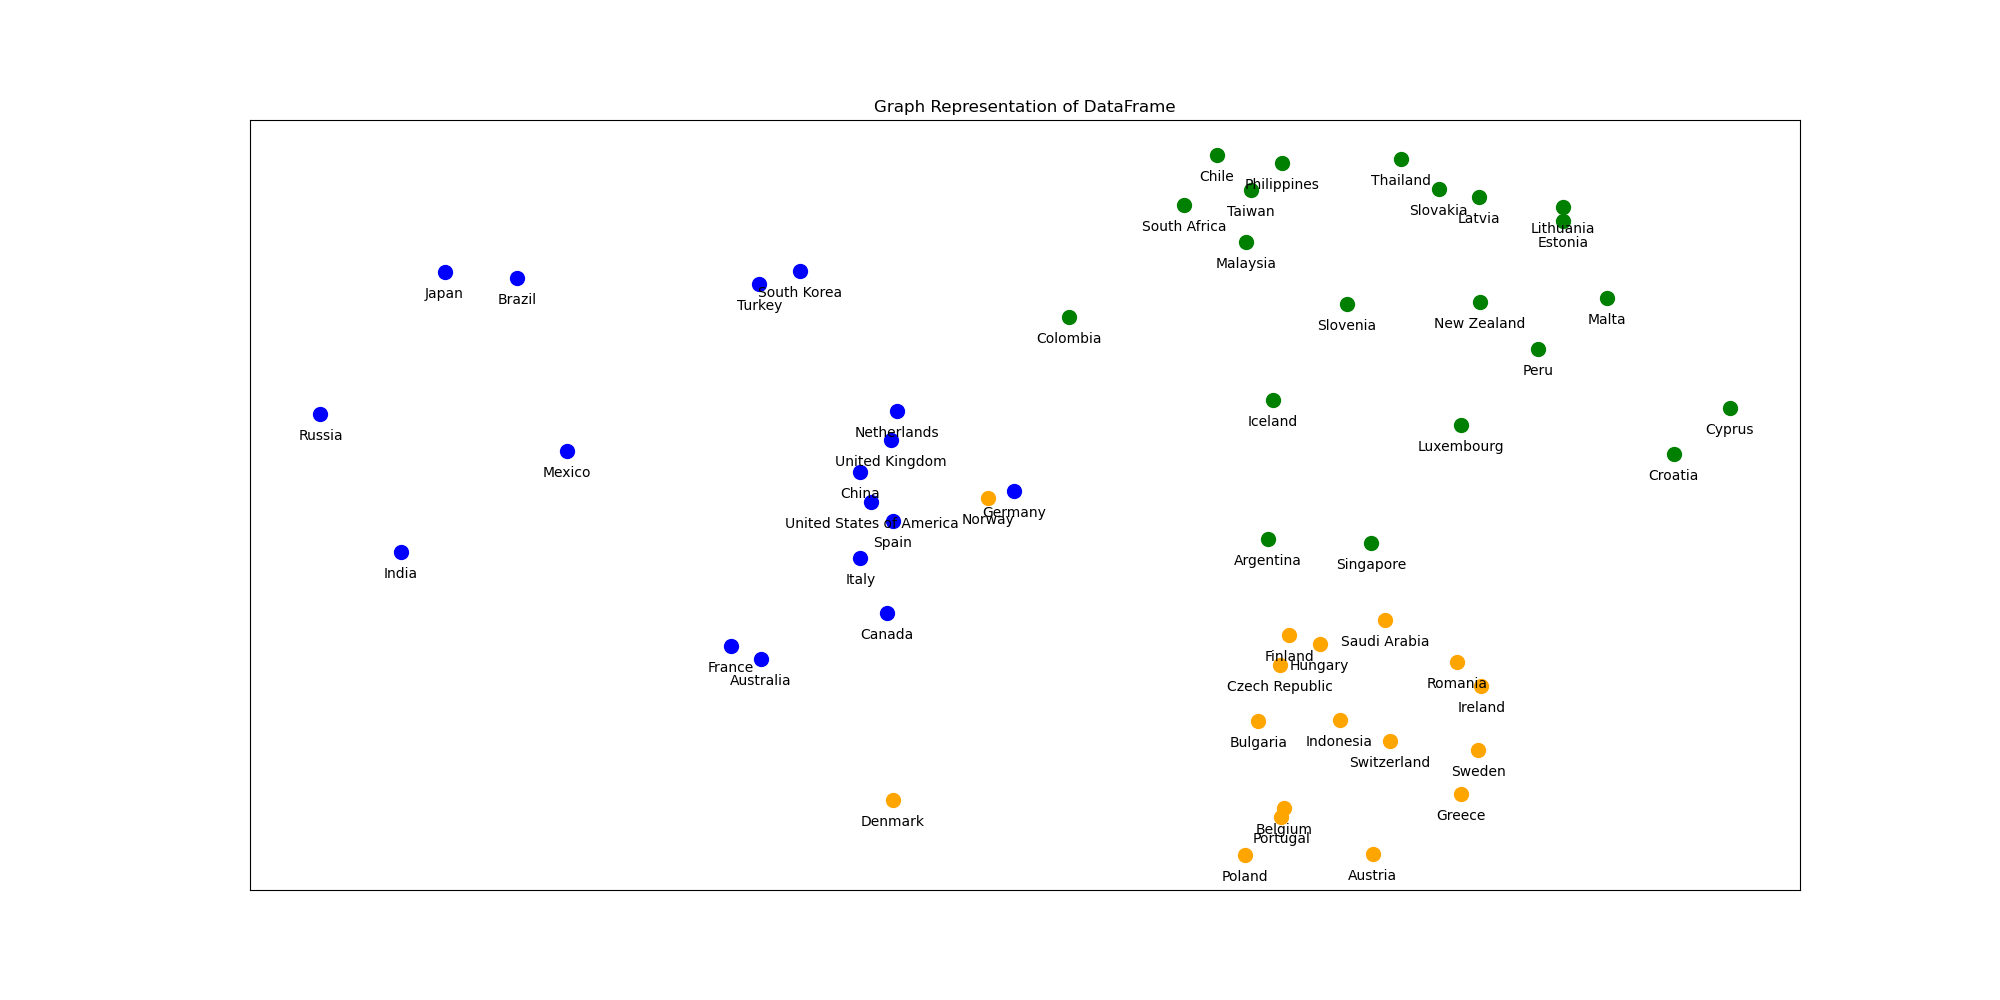 Graph Representation of DataFrame
Chile
Philippines
Thailand
Taiwan
Slovakia
Latvia
South Africa
Lithuania
Estonia
Malaysia
Japan
Brazil
South Korea
Turkey
Colombia
Slovenia
New Zealand
Malta
Peru
Iceland
Cyprus
Russia
Netherlands
Luxembourg
United Kingdom
Mexico
Croatia
China
Germany
Norway
United States of America
Spain
Argentina
Singapore
India
Italy
Canada
Saudi Arabia
Finland
Hungary
France
Australia
Czech Republic
Romania
Ireland
Bulgaria
Indonesia
Switzerland
Sweden
Greece
Denmark
Belgium
Portugal
Poland
Austria